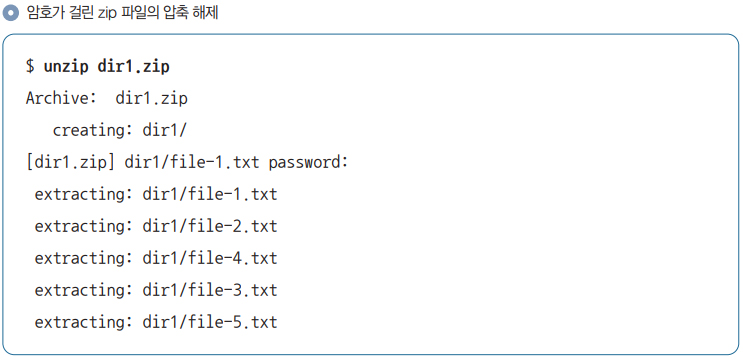 암호가 걸린 zip 파일의 압축 해제
$ unzip dir1.zip
Archive:  dir1.zip
   creating: dir1/
[dir1.zip] dir1/file-1.txt password:
 extracting: dir1/file-1.txt
 extracting: dir1/file-2.txt
 extracting: dir1/file-4.txt
 extracting: dir1/file-3.txt
 extracting: dir1/file-5.txt